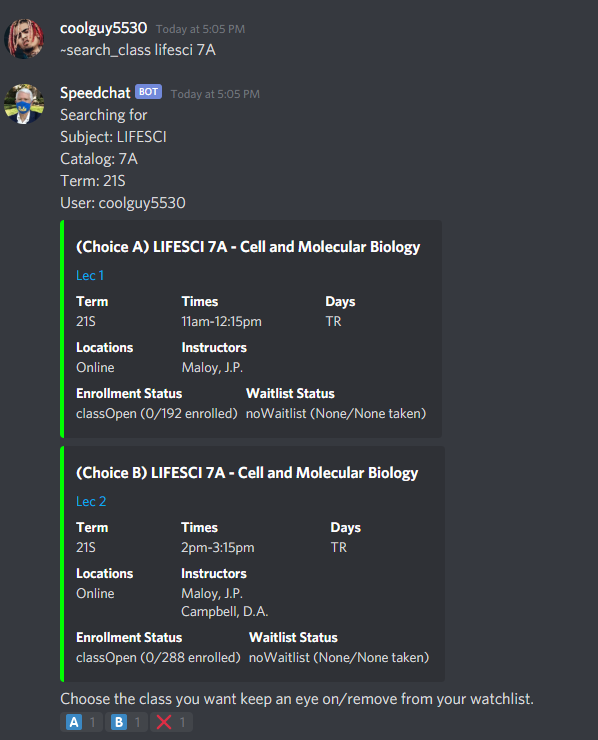 coolguy5530 Today at 5:05 PM
~search_class lifesci 7A
Speedchat BOT Today at 5:05 PM
Searching for
Subject: LIFESCI
Catalog: 7A
Term: 21S
User: coolguy5530
(Choice A) LIFESCI 7A - Cell and Molecular Biology
Lec 1
Term Times Days
21S 11am-12:15pm TR
Locations Instructors
Online Maloy, J.P.
Enrollment Status Waitlist Status
classOpen (0/192 enrolled) noWaitlist (None/None taken)
(Choice B) LIFESCI 7A - Cell and Molecular Biology
Lec 2
Term Times Days
21S 2pm-3:15pm TR
Locations Instructors
Online Maloy, J.P.
Campbell, D.A.
Enrollment Status Waitlist Status
classOpen (0/288 enrolled) noWaitlist (None/None taken)
Choose the class you want keep an eye on/remove from your watchlist.
A 1 B 1 ❌ 1